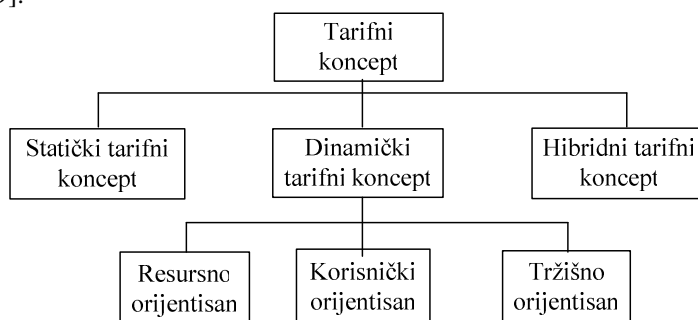 ].
Tarifni
koncept
Statički tarifni
koncept
Dinamički
tarifni koncept
Hibridni tarifni
koncept
Resursno
orijentisan
Korisnički
orijentisan
Tržišno
orijentisan